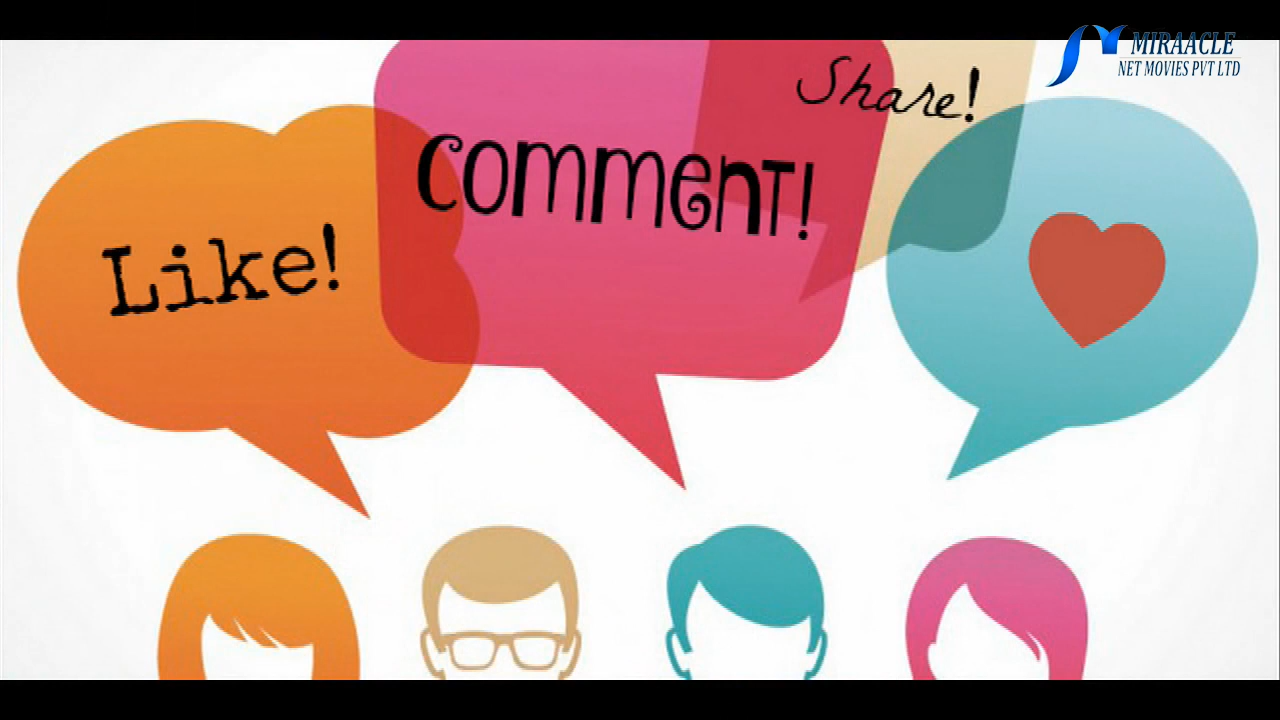 Like!
Comment!
Share!
MIRAACLE
NET MOVIES PVT LTD